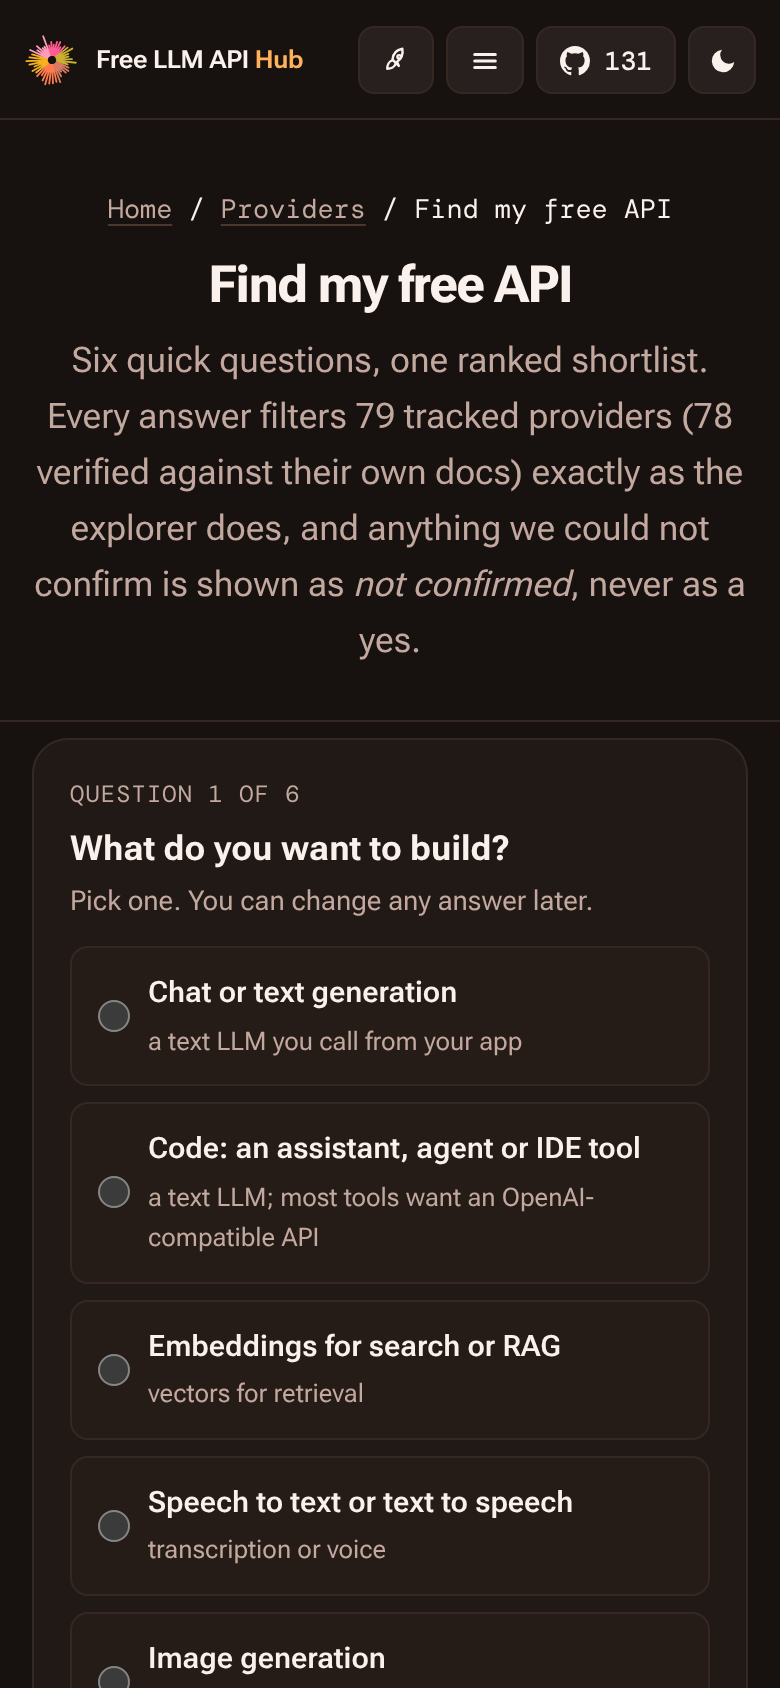 Free LLM API Hub
131
Home / Providers / Find my free API
Find my free API
Six quick questions, one ranked shortlist.
Every answer filters 79 tracked providers (78
verified against their own docs) exactly as the
explorer does, and anything we could not
confirm is shown as not confirmed, never as a
yes.
QUESTION 1 OF 6
What do you want to build?
Pick one. You can change any answer later.
Chat or text generation
a text LLM you call from your app
Code: an assistant, agent or IDE tool
a text LLM; most tools want an OpenAI-
compatible API
Embeddings for search or RAG
vectors for retrieval
Speech to text or text to speech
transcription or voice
Image generation